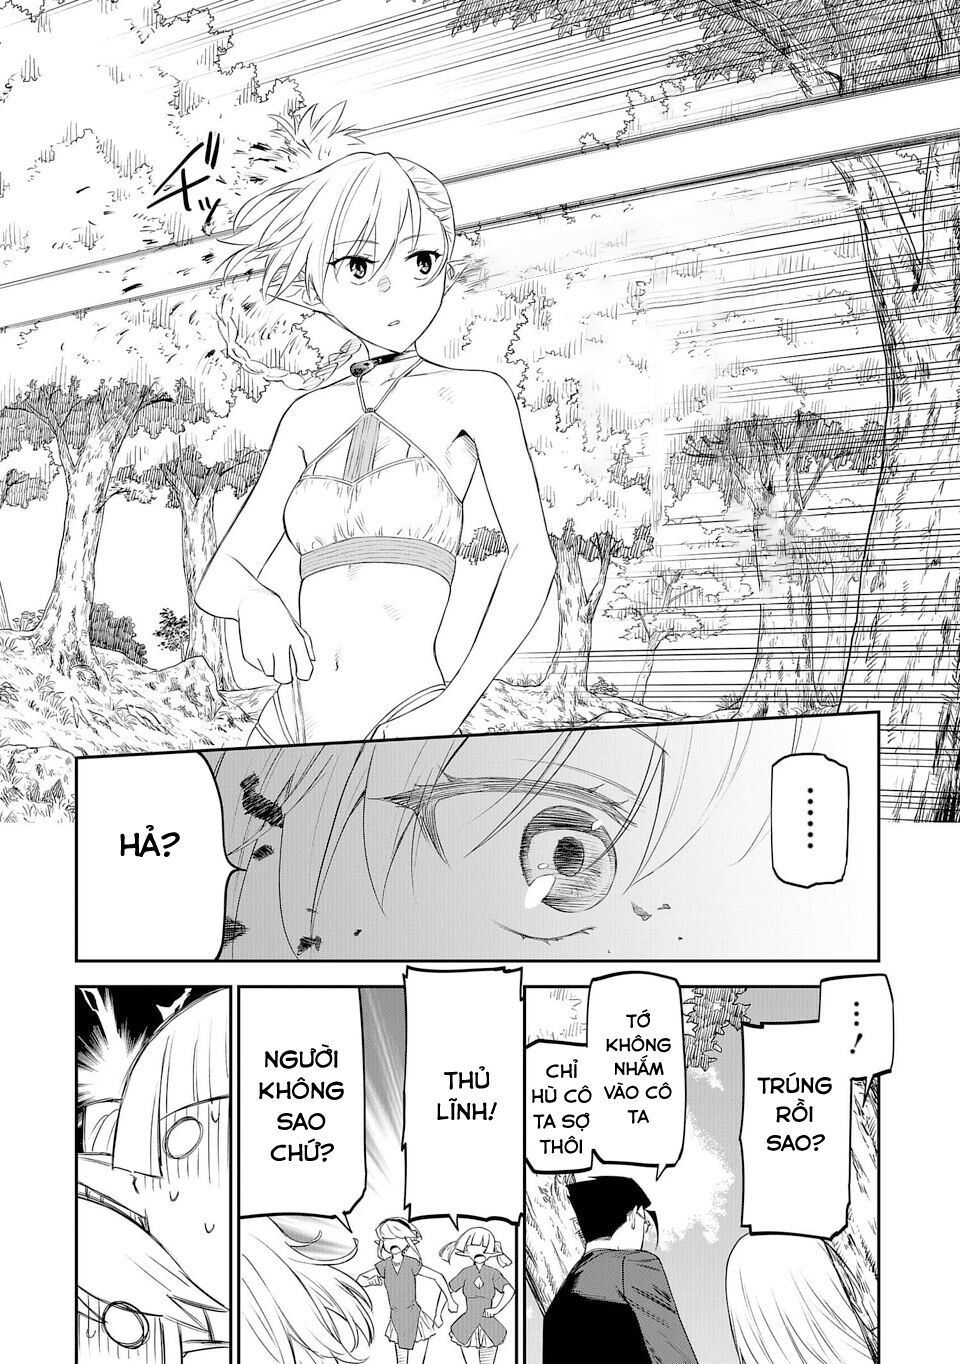 ドッ
……
HẢ?
…!
TRÚNG
RỒI
SAO?
TỚ
KHÔNG
NHẮM
VÀO CÔ
TA
CHỈ
HÙ CÔ
TA SỢ
THÔI
THỦ
LĨNH!
NGƯỜI
KHÔNG
SAO
CHỨ?